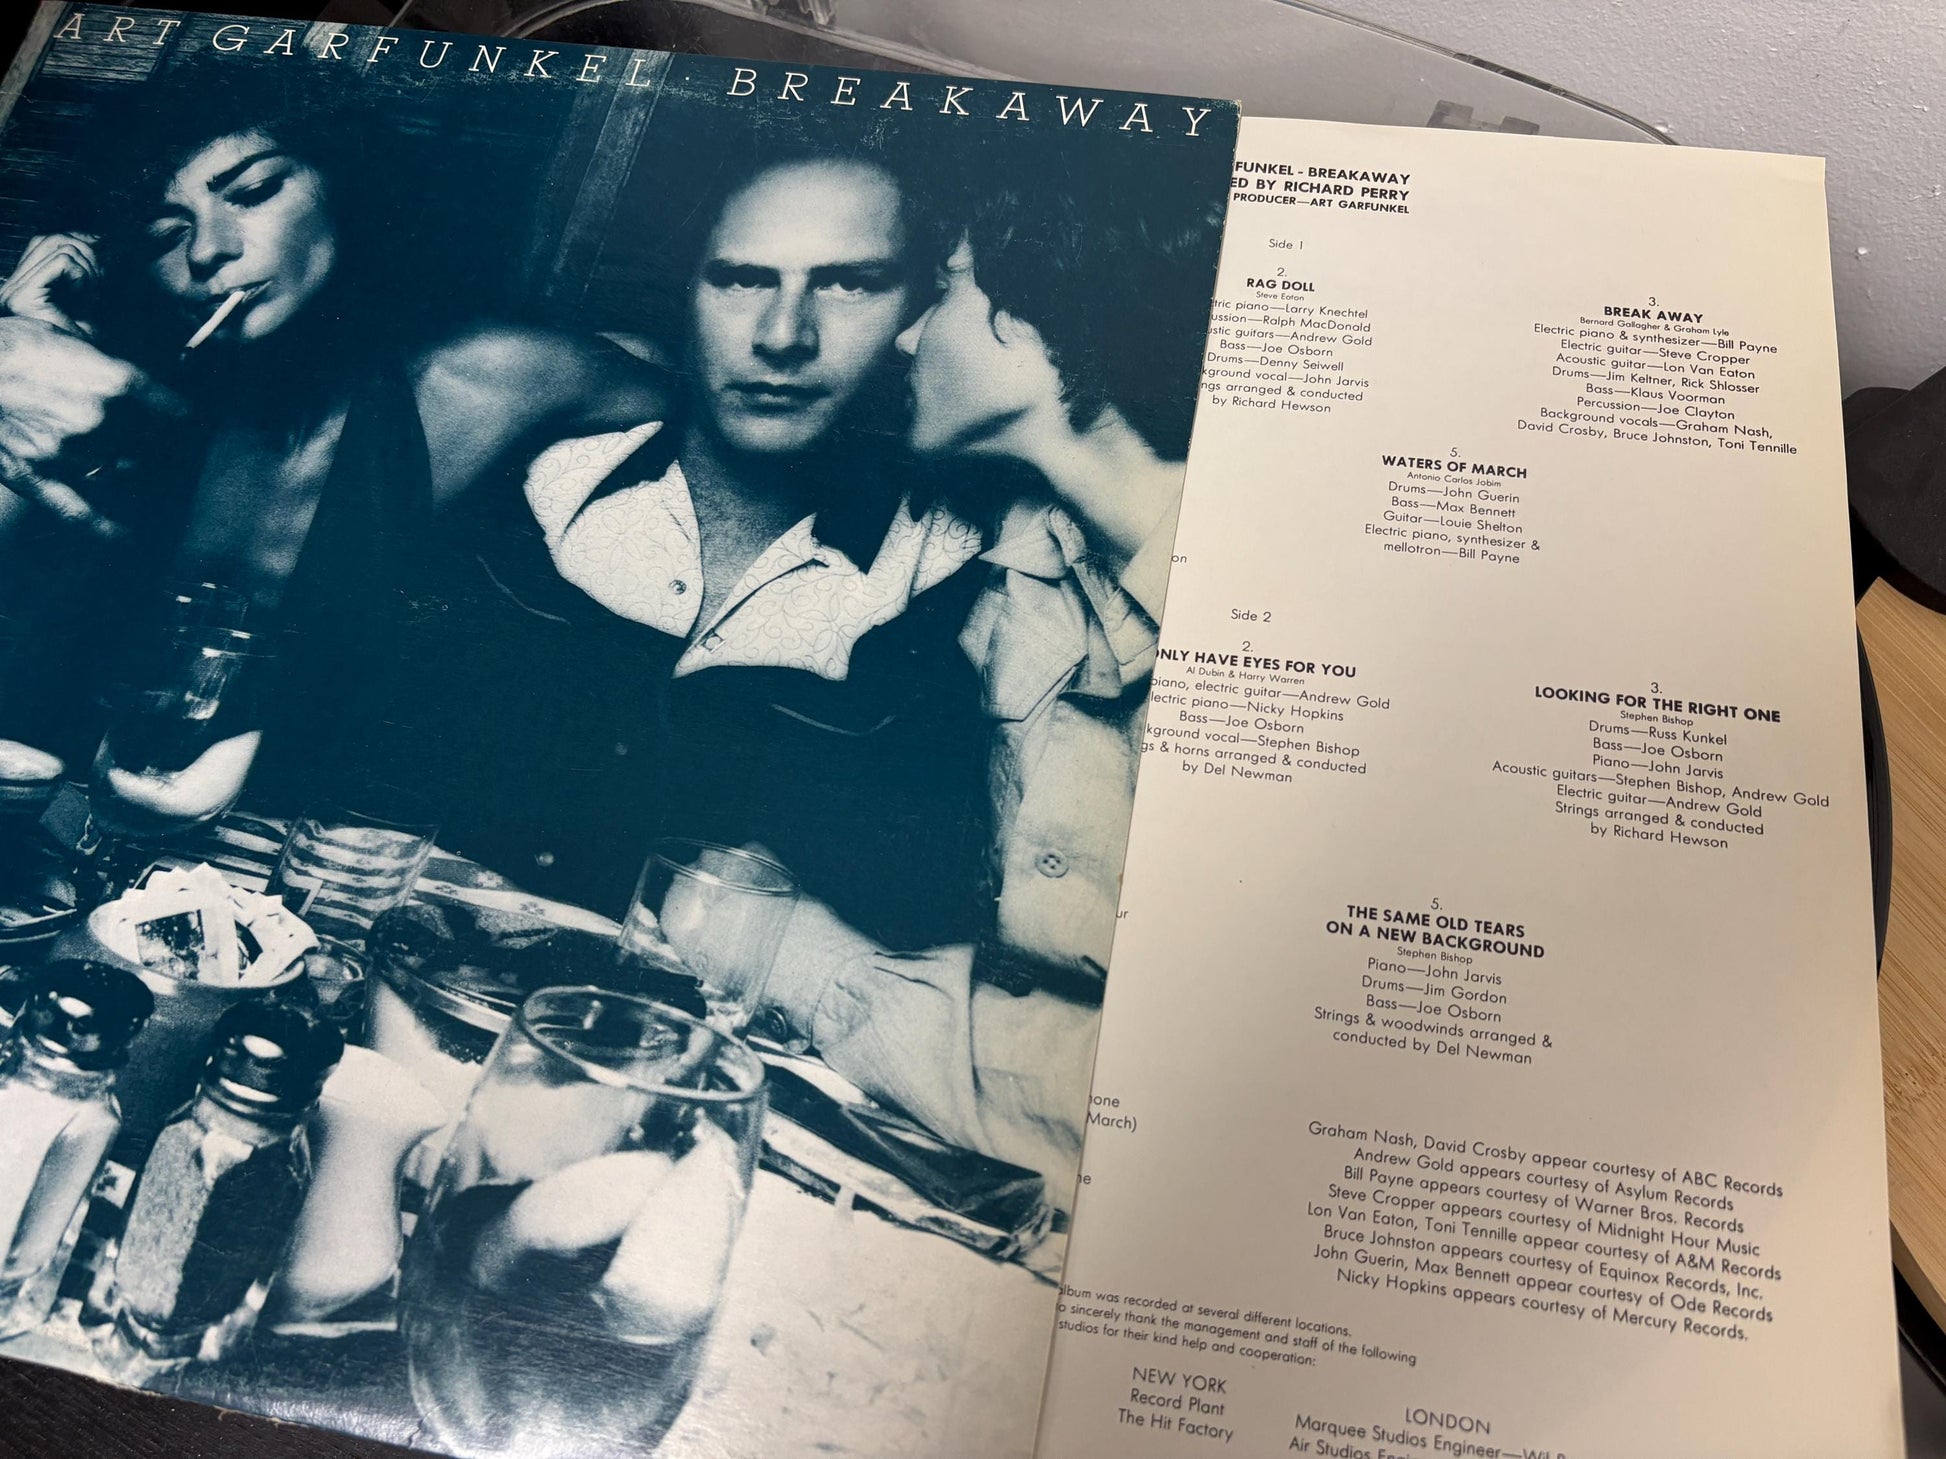 ART GARFUNKEL · BREAKAWAY
FUNKEL - BREAKAWAY
ED BY RICHARD PERRY
PRODUCER—ART GARFUNKEL
Side 1
2.
RAG DOLL
Steve Eaton
tric piano—Larry Knechtel
ussion—Ralph MacDonald
stic guitars—Andrew Gold
Bass—Joe Osborn
Drums—Denny Seiwell
kground vocal—John Jarvis
ngs arranged & conducted
by Richard Hewson
3.
BREAK AWAY
Bernard Gallagher & Graham Lyle
Electric piano & synthesizer—Bill Payne
Electric guitar—Steve Cropper
Acoustic guitar—Lon Van Eaton
Drums—Jim Keltner, Rick Shlosser
Bass—Klaus Voorman
Percussion—Joe Clayton
Background vocals—Graham Nash,
David Crosby, Bruce Johnston, Toni Tennille
5.
WATERS OF MARCH
Antonio Carlos Jobim
Drums—John Guerin
Bass—Max Bennett
Guitar—Louie Shelton
Electric piano, synthesizer &
mellotron—Bill Payne
on
Side 2
2.
ONLY HAVE EYES FOR YOU
Al Dubin & Harry Warren
piano, electric guitar—Andrew Gold
lectric piano—Nicky Hopkins
Bass—Joe Osborn
kground vocal—Stephen Bishop
gs & horns arranged & conducted
by Del Newman
3.
LOOKING FOR THE RIGHT ONE
Stephen Bishop
Drums—Russ Kunkel
Bass—Joe Osborn
Piano—John Jarvis
Acoustic guitars—Stephen Bishop, Andrew Gold
Electric guitar—Andrew Gold
Strings arranged & conducted
by Richard Hewson
5.
THE SAME OLD TEARS
ON A NEW BACKGROUND
Stephen Bishop
Piano—John Jarvis
Drums—Jim Gordon
Bass—Joe Osborn
Strings & woodwinds arranged &
conducted by Del Newman
ur
one
March)
ne
Graham Nash, David Crosby appear courtesy of ABC Records
Andrew Gold appears courtesy of Asylum Records
Bill Payne appears courtesy of Warner Bros. Records
Steve Cropper appears courtesy of Midnight Hour Music
Lon Van Eaton, Toni Tennille appear courtesy of A&M Records
Bruce Johnston appears courtesy of Equinox Records, Inc.
John Guerin, Max Bennett appear courtesy of Ode Records
Nicky Hopkins appears courtesy of Mercury Records.
album was recorded at several different locations.
o sincerely thank the management and staff of the following
studios for their kind help and cooperation:
NEW YORK
Record Plant
The Hit Factory
LONDON
Marquee Studios Engineer—
Air Studios